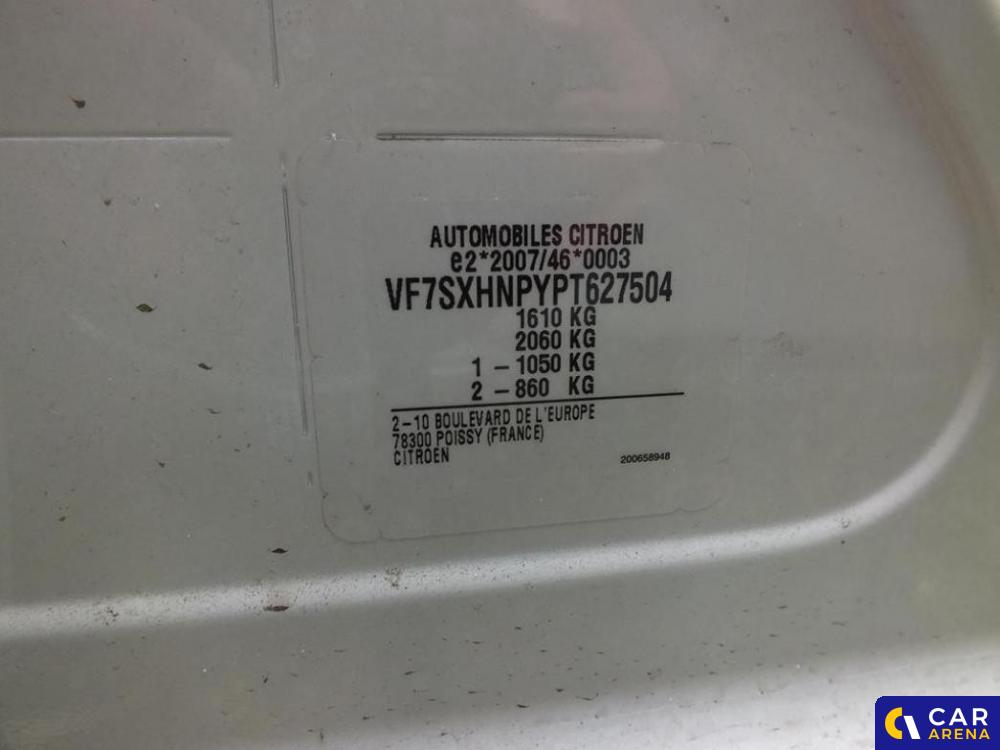 AUTOMOBILES CITROEN
e2*2007/46*0003
VF7SXHNPYPT627504
1610 KG
2060 KG
1 - 1050 KG
2 - 860 KG
2-10 BOULEVARD DE L'EUROPE
78300 POISSY (FRANCE)
CITROEN
200658948
CAR
ARENA